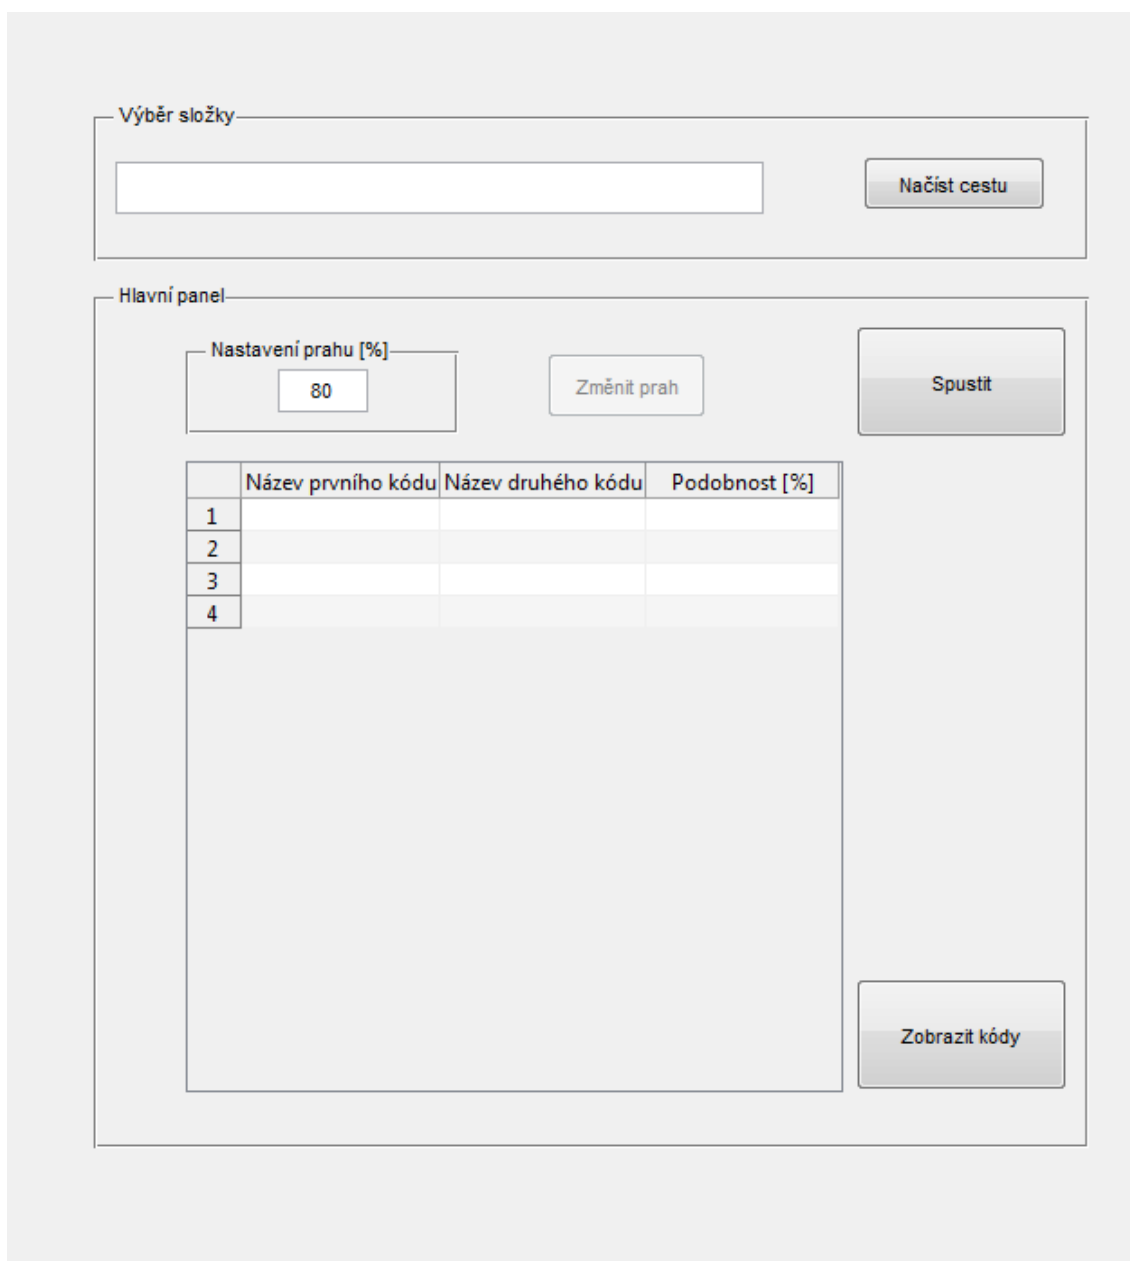 Výběr složky
Načíst cestu
Hlavní panel
Nastavení prahu [%]
80
Změnit prah
Spustit
Název prvního kódu Název druhého kódu Podobnost [%]
1
2
3
4
Zobrazit kódy